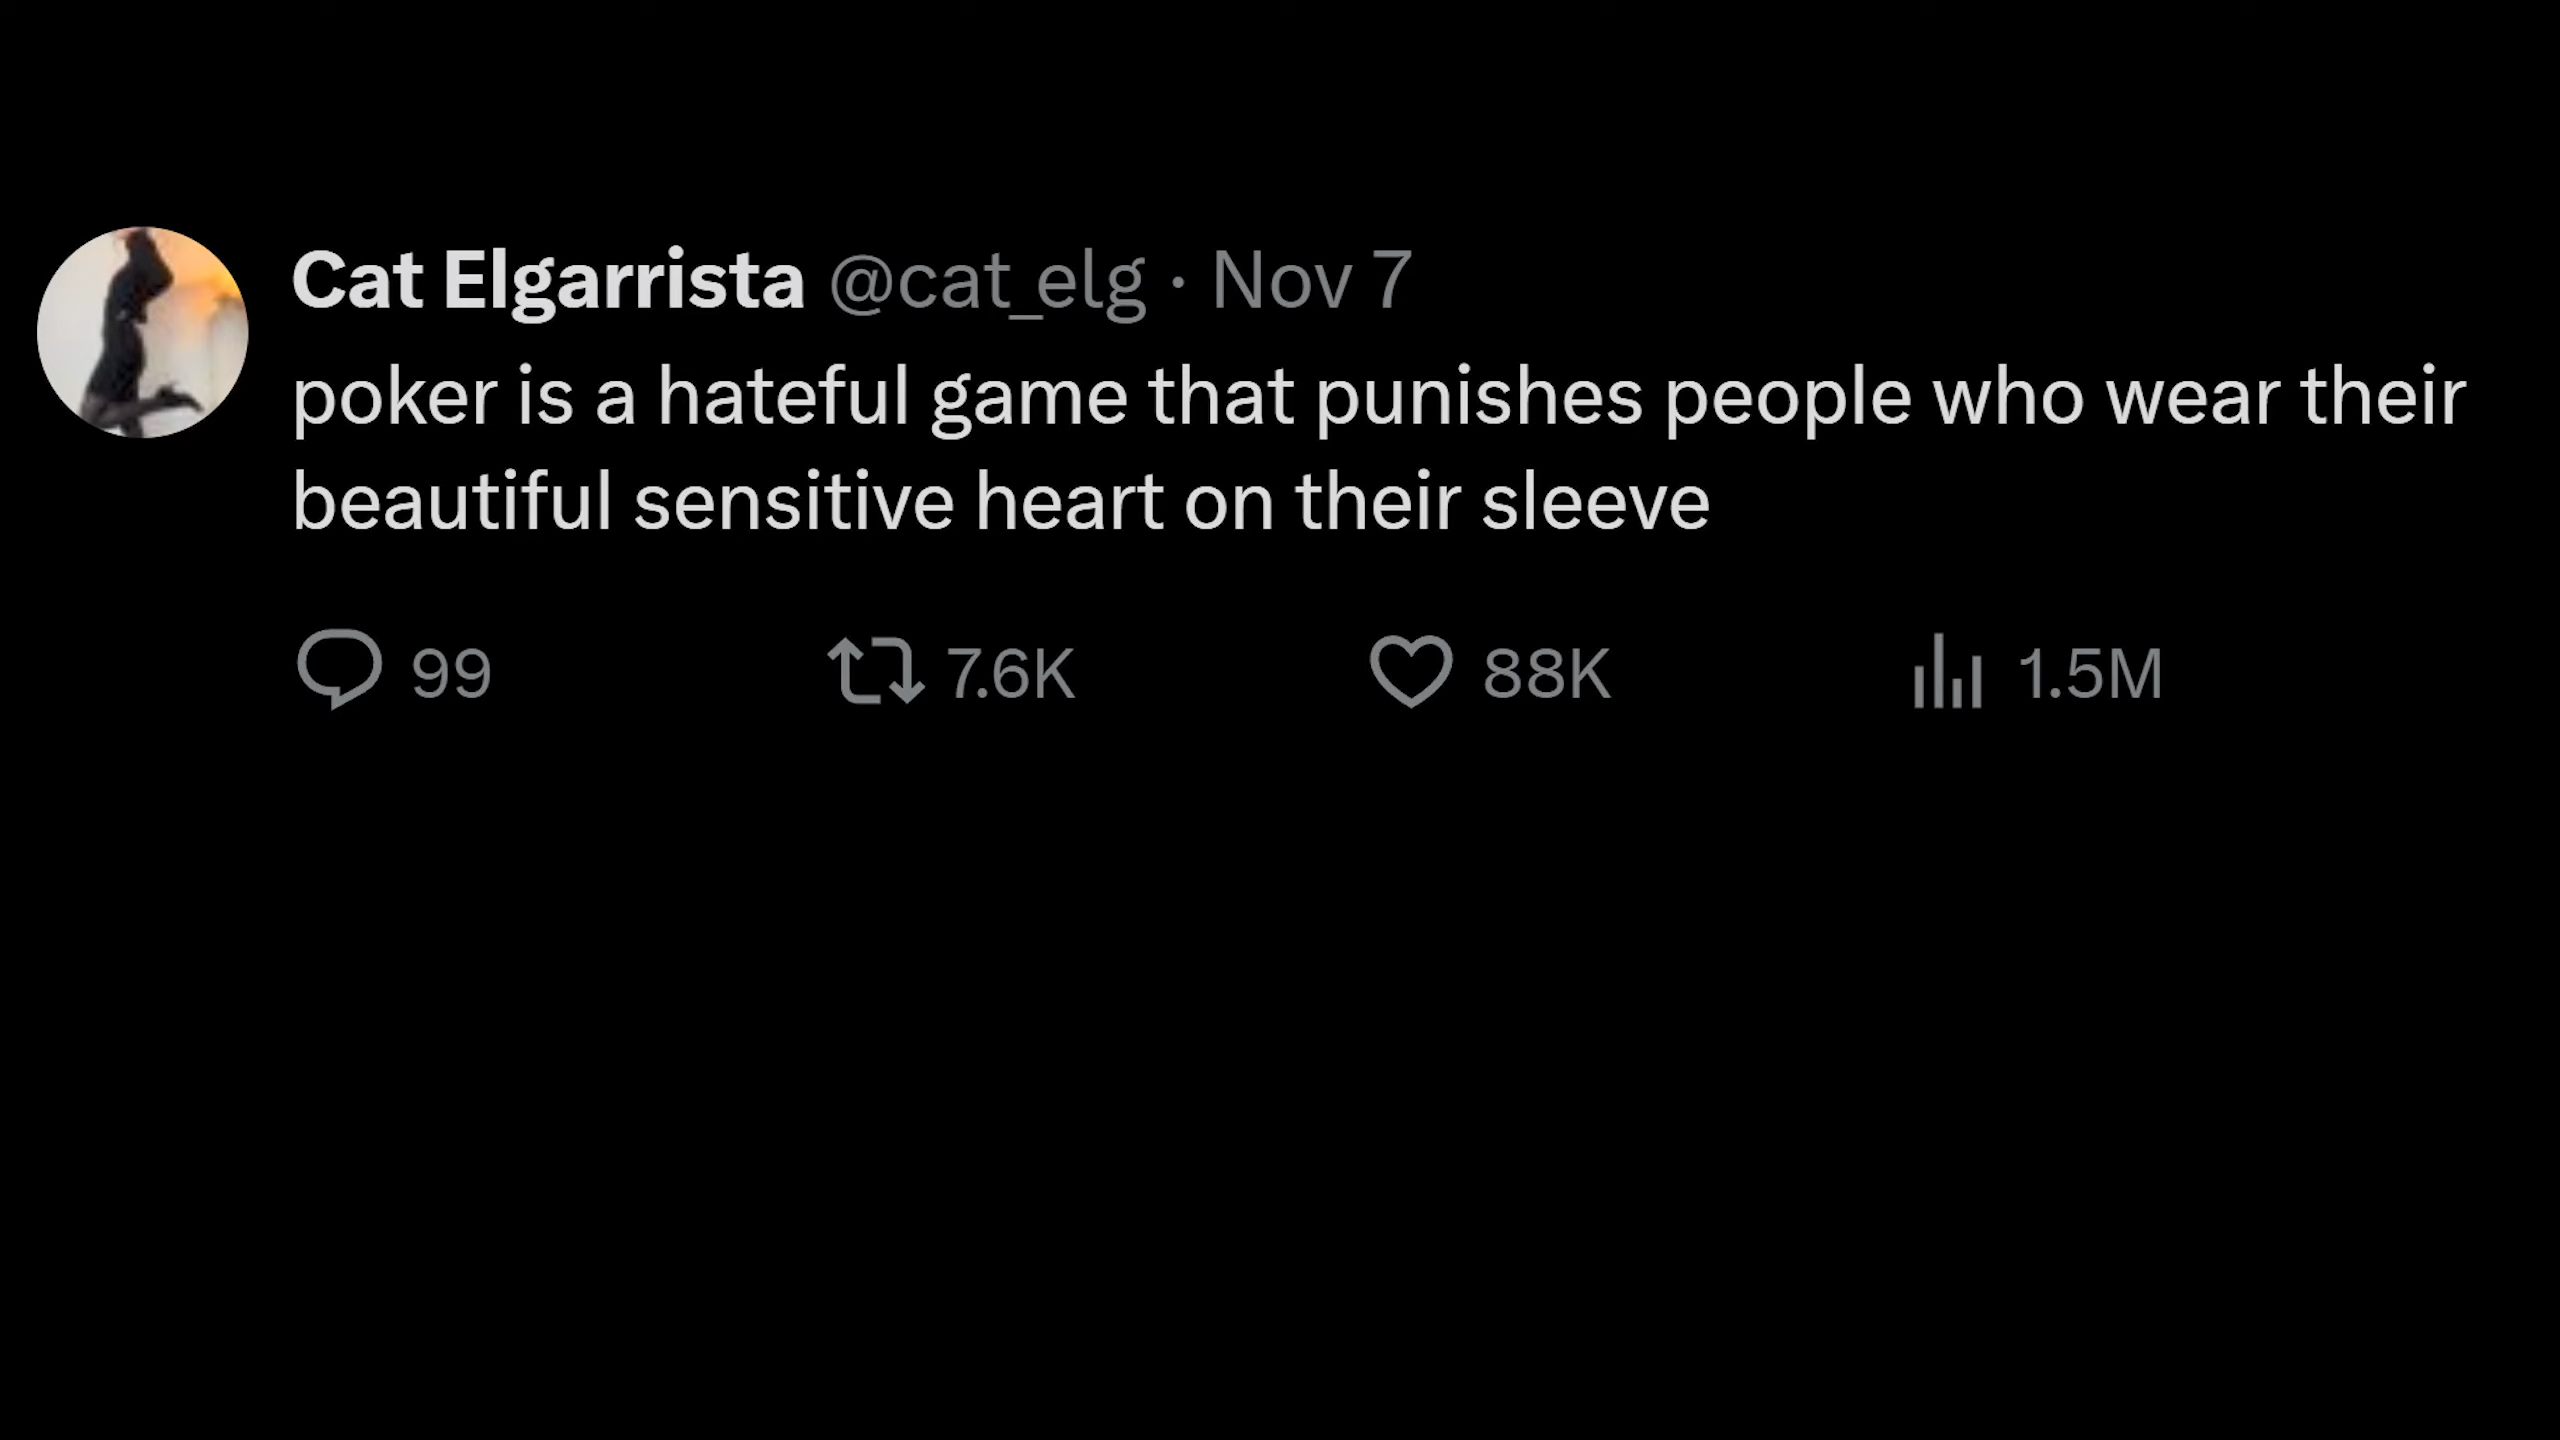 Cat Elgarrista @cat_elg · Nov 7
poker is a hateful game that punishes people who wear their
beautiful sensitive heart on their sleeve
99 7.6K 88K 1.5M